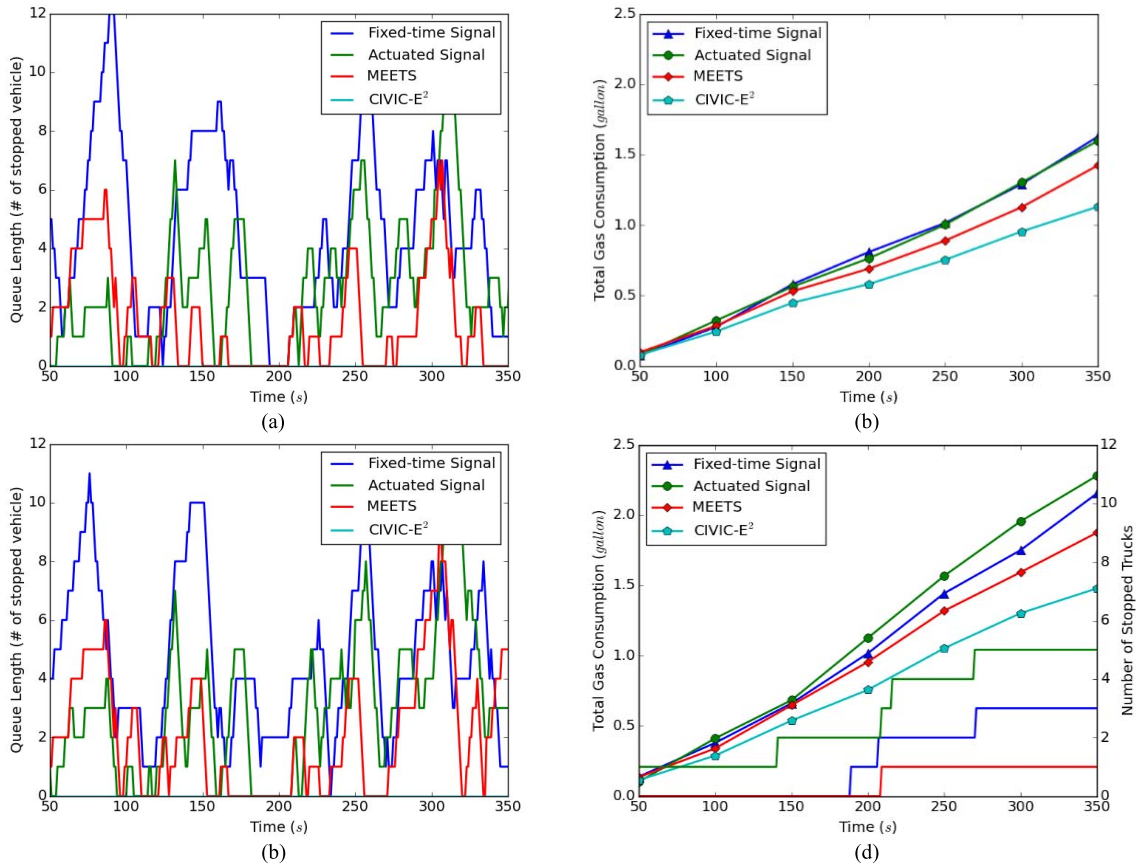 12
10
8
6
4
2
0
50
100
150
200
250
300
350
Queue Length (# of stopped vehicle)
Time (s)
Fixed-time Signal
Actuated Signal
MEETS
CIVIC-E²
(a)
2.5
2.0
1.5
1.0
0.5
0.0
50
100
150
200
250
300
350
Total Gas Consumption (gallon)
Time (s)
Fixed-time Signal
Actuated Signal
MEETS
CIVIC-E²
(b)
12
10
8
6
4
2
0
50
100
150
200
250
300
350
Queue Length (# of stopped vehicle)
Time (s)
Fixed-time Signal
Actuated Signal
MEETS
CIVIC-E²
(b)
2.5
2.0
1.5
1.0
0.5
0.0
50
100
150
200
250
300
350
Total Gas Consumption (gallon)
Time (s)
Fixed-time Signal
Actuated Signal
MEETS
CIVIC-E²
12
10
8
6
4
2
0
Number of Stopped Trucks
(d)